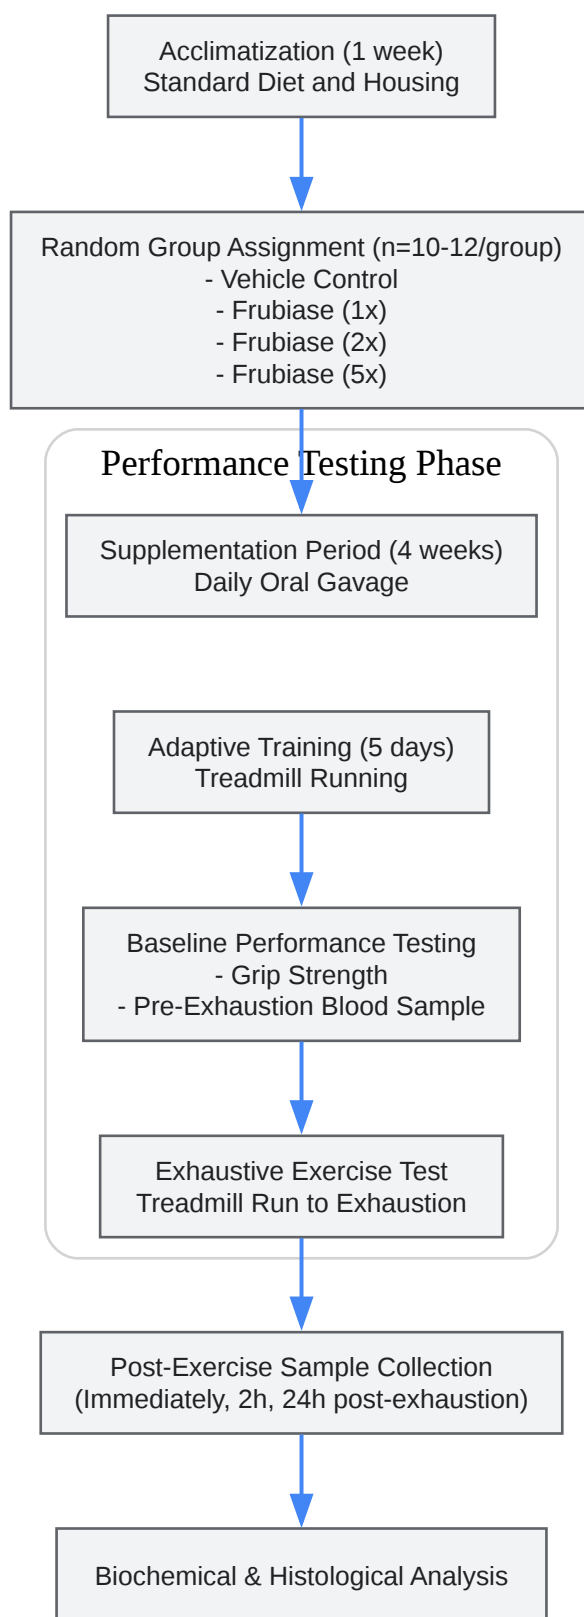 Acclimatization (1 week)
Standard Diet and Housing
Random Group Assignment (n=10-12/group)
- Vehicle Control
- Frubiase (1x)
- Frubiase (2x)
- Frubiase (5x)
Performance Testing Phase
Supplementation Period (4 weeks)
Daily Oral Gavage
Adaptive Training (5 days)
Treadmill Running
Baseline Performance Testing
- Grip Strength
- Pre-Exhaustion Blood Sample
Exhaustive Exercise Test
Treadmill Run to Exhaustion
Post-Exercise Sample Collection
(Immediately, 2h, 24h post-exhaustion)
Biochemical & Histological Analysis